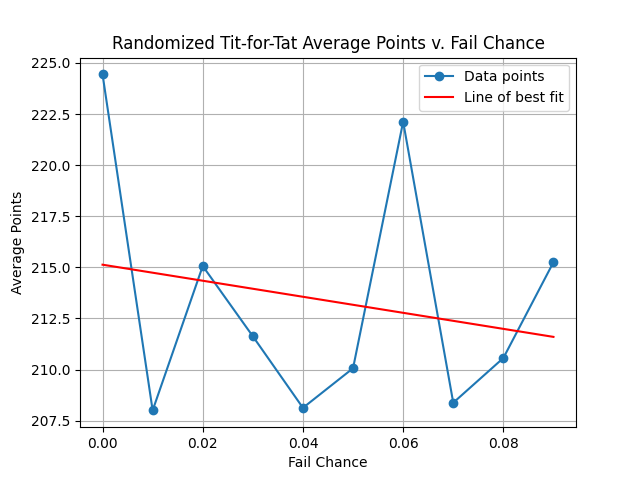 Randomized Tit-for-Tat Average Points v. Fail Chance
225.0
222.5
220.0
217.5
215.0
212.5
210.0
207.5
Average Points
Data points
Line of best fit
0.00 0.02 0.04 0.06 0.08
Fail Chance